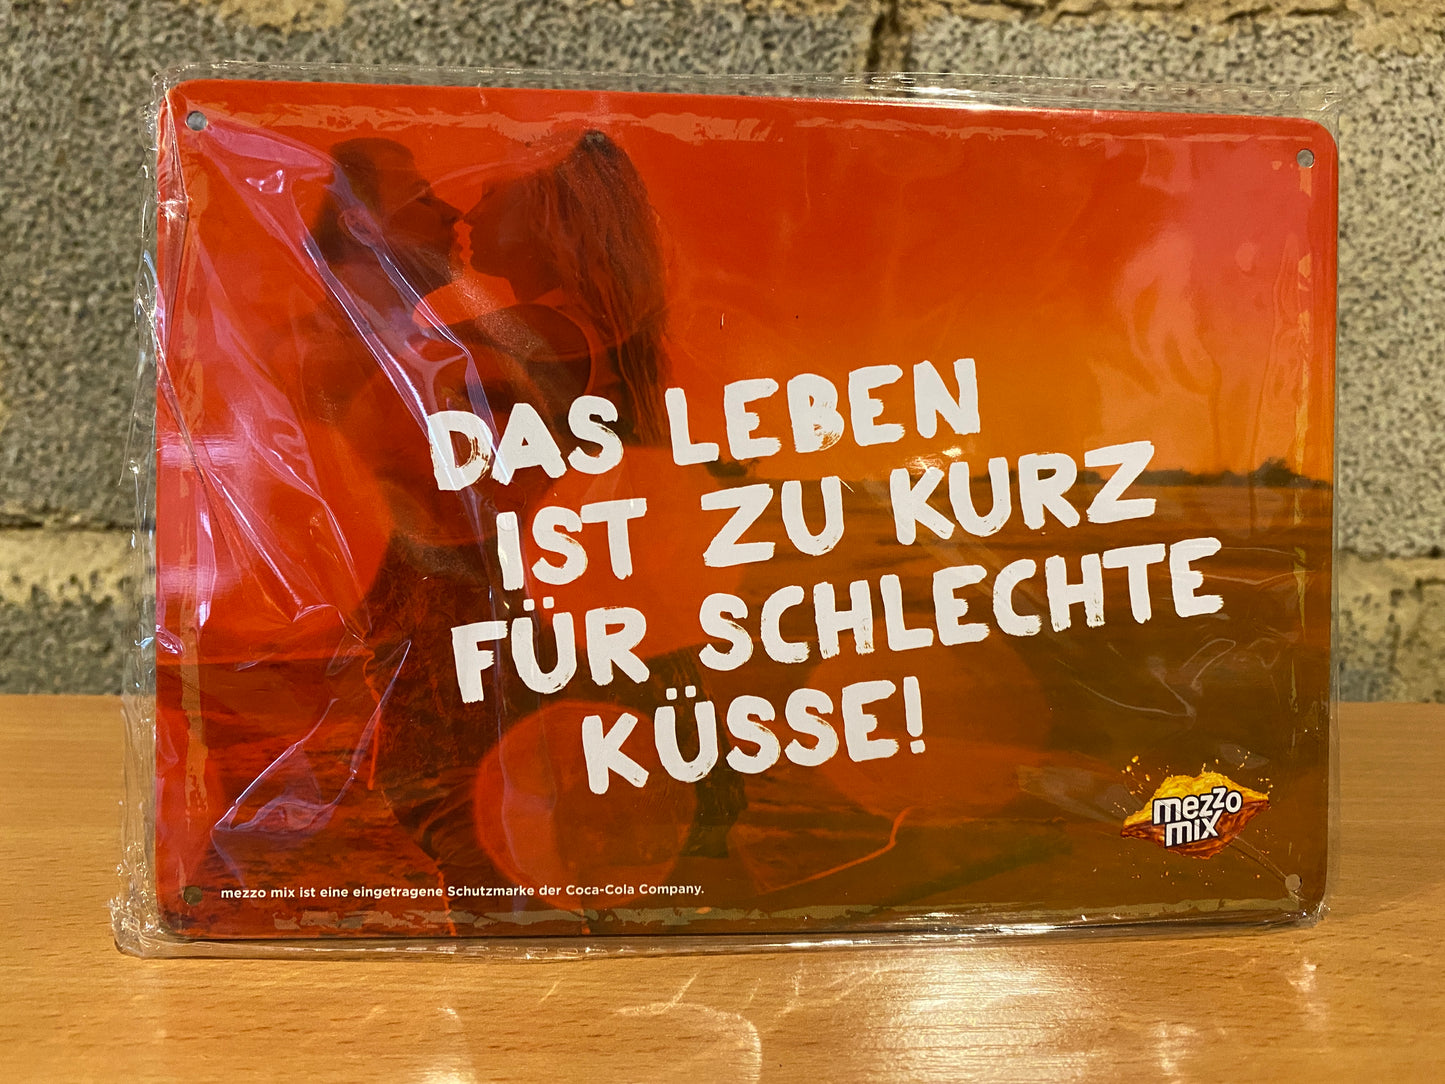 DAS LEBEN
IST ZU KURZ
FÜR SCHLECHTE
KÜSSE!
mezzo
mix
mezzo mix ist eine eingetragene Schutzmarke der Coca-Cola Company.